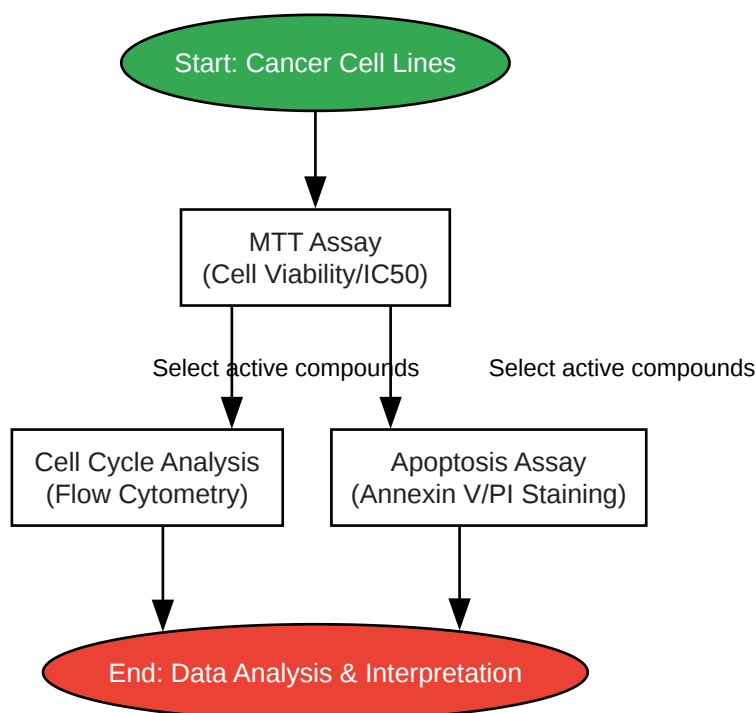 Start: Cancer Cell Lines
MTT Assay
(Cell Viability/IC50)
Select active compounds
Select active compounds
Cell Cycle Analysis
(Flow Cytometry)
Apoptosis Assay
(Annexin V/PI Staining)
End: Data Analysis & Interpretation